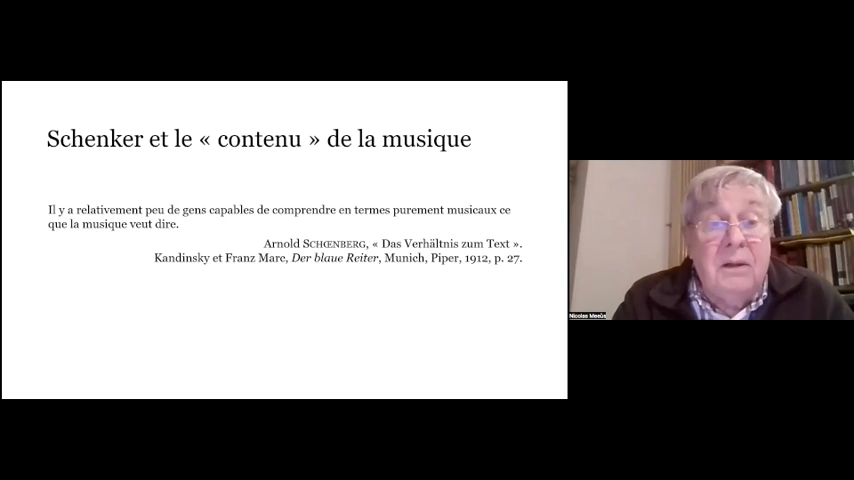 Schenker et le « contenu » de la musique
Il y a relativement peu de gens capables de comprendre en termes purement musicaux ce
que la musique veut dire.
Arnold SCHŒNBERG, « Das Verhältnis zum Text ».
Kandinsky et Franz Marc, Der blaue Reiter, Munich, Piper, 1912, p. 27.
Nicolas Meeùs